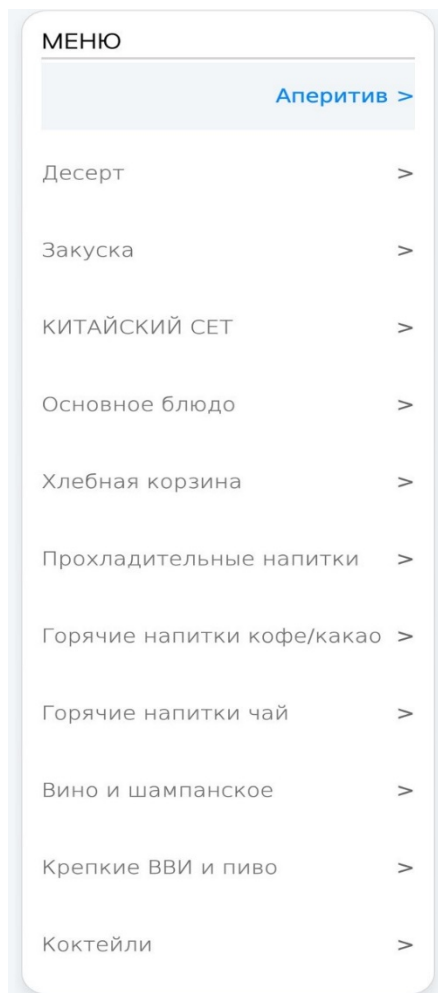 МЕНЮ
Аперитив >
Десерт >
Закуска >
КИТАЙСКИЙ СЕТ >
Основное блюдо >
Хлебная корзина >
Прохладительные напитки >
Горячие напитки кофе/какао >
Горячие напитки чай >
Вино и шампанское >
Крепкие ВВИ и пиво >
Коктейли >